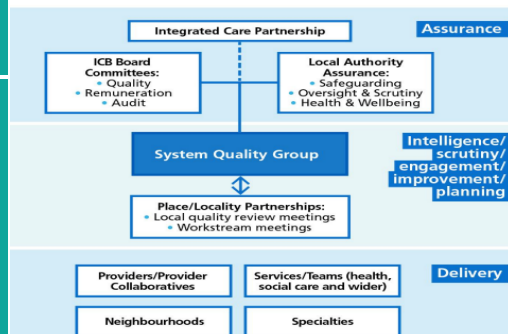 Integrated Care Partnership
Assurance
ICB Board
Committees:
• Quality
• Remuneration
• Audit
Local Authority
Assurance:
• Safeguarding
• Oversight & Scrutiny
• Health & Wellbeing
System Quality Group
Intelligence/
scrutiny/
engagement/
improvement/
planning
Place/Locality Partnerships:
• Local quality review meetings
• Workstream meetings
Delivery
Providers/Provider
Collaboratives
Services/Teams (health,
social care and wider)
Neighbourhoods
Specialties